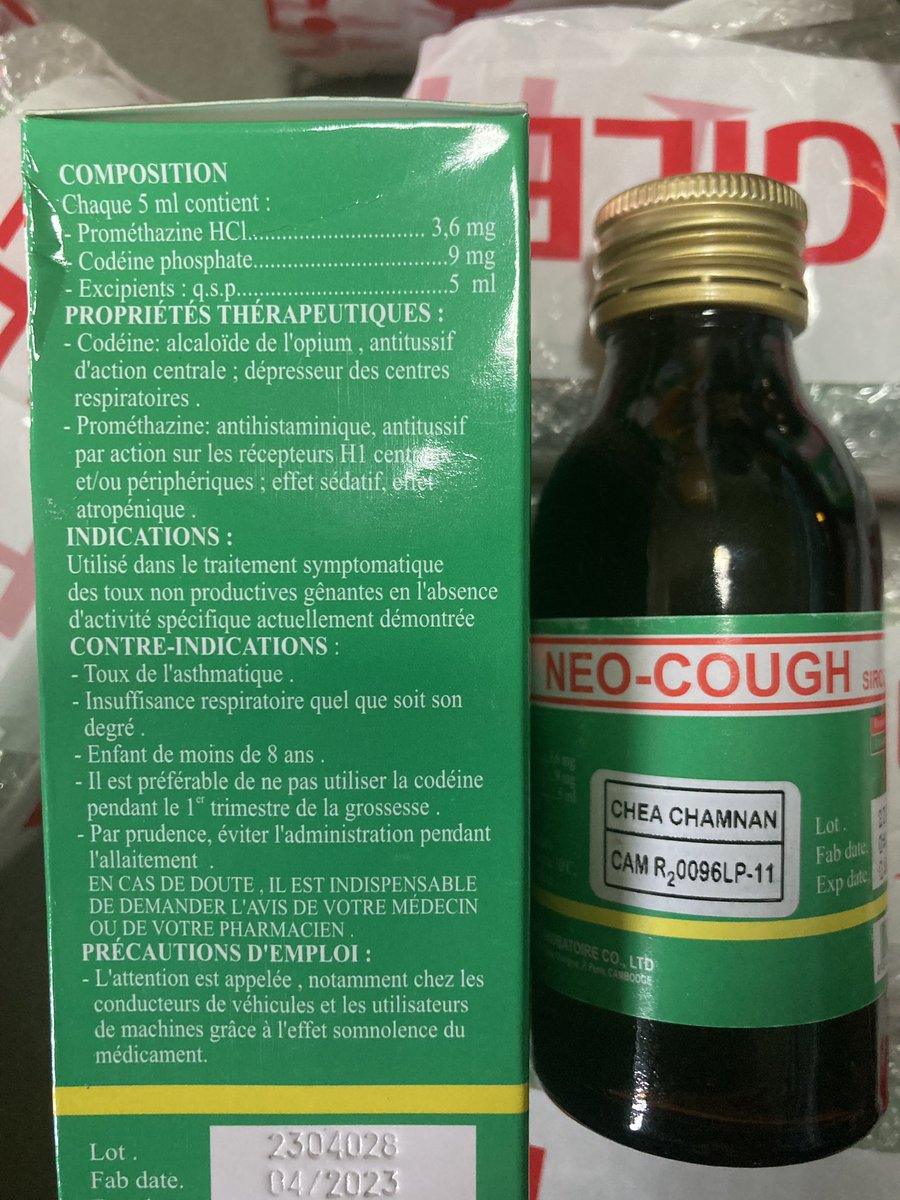 COMPOSITION
Chaque 5 ml contient :
- Prométhazine HCl............................ 3,6 mg
- Codéine phosphate...............................9 mg
- Excipients : q.s.p..................................5 ml
PROPRIÉTÉS THÉRAPEUTIQUES :
- Codéine: alcaloïde de l'opium , antitussif
d'action centrale ; dépresseur des centres
respiratoires .
- Prométhazine: antihistaminique, antitussif
par action sur les récepteurs H1
et/ou périphériques ; effet sédatif, effet
atropénique .
INDICATIONS :
Utilisé dans le traitement symptomatique
des toux non productives gênantes en l'absence
d'activité spécifique actuellement démontrée
CONTRE-INDICATIONS :
- Toux de l'asthmatique .
- Insuffisance respiratoire quel que soit son
degré .
- Enfant de moins de 8 ans .
- Il est préférable de ne pas utiliser la codéine
pendant le 1er trimestre de la grossesse .
- Par prudence, éviter l'administration pendant
l'allaitement .
EN CAS DE DOUTE , IL EST INDISPENSABLE
DE DEMANDER L'AVIS DE VOTRE MÉDECIN
OU DE VOTRE PHARMACIEN .
PRÉCAUTIONS D'EMPLOI :
- L'attention est appelée , notamment chez les
conducteurs de véhicules et les utilisateurs
de machines grâce à l'effet somnolence du
médicament.
Lot . 2304028
Fab date. 04/2023
NEO-COUGH
CHEA CHAMNAN
CAM R20096LP-11
Lot .
Fab date.
Exp date.
CO., LTD
CAMBODGE